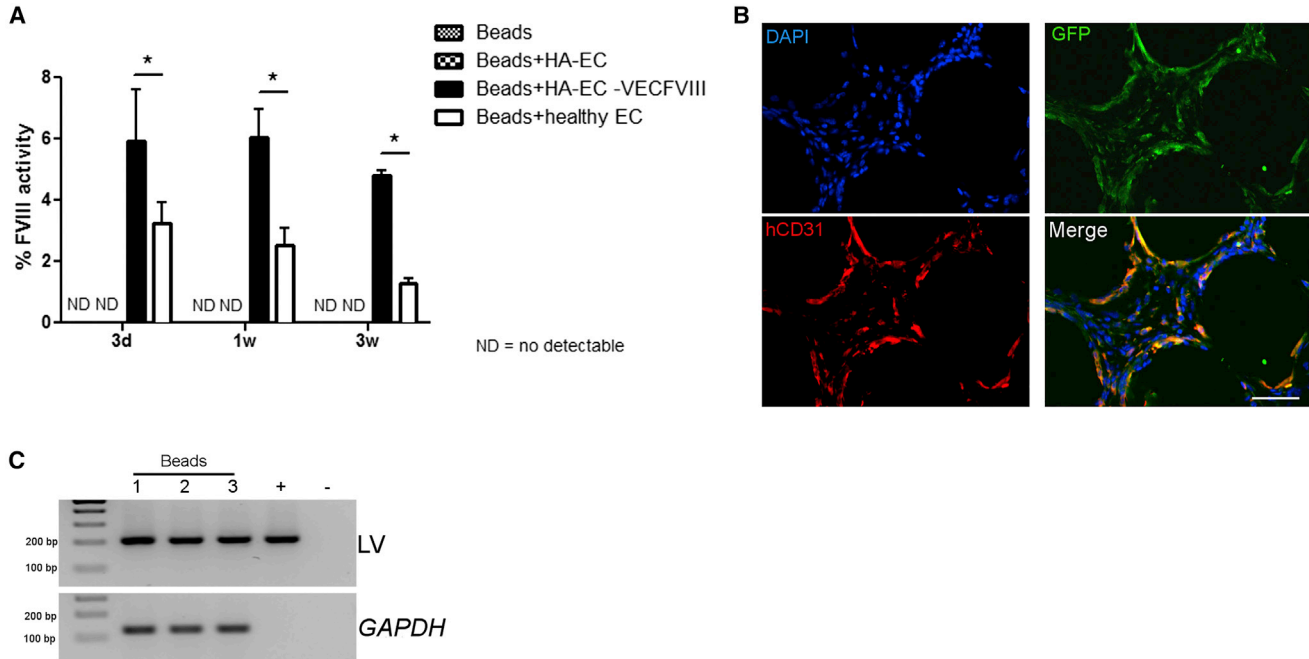 A
Beads
Beads+HA-EC
Beads+HA-EC -VECFVIII
Beads+healthy EC
% FVIII activity
8
6
4
2
0
*
*
*
ND ND
ND ND
ND ND
3d
1w
3w
ND = no detectable
B
DAPI
GFP
hCD31
Merge
C
Beads
1 2 3 + -
200 bp
100 bp
LV
200 bp
100 bp
GAPDH